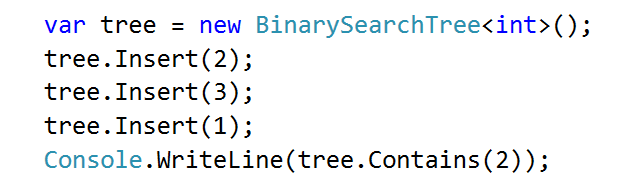 var tree = new BinarySearchTree<int>();
tree.Insert(2);
tree.Insert(3);
tree.Insert(1);
Console.WriteLine(tree.Contains(2));